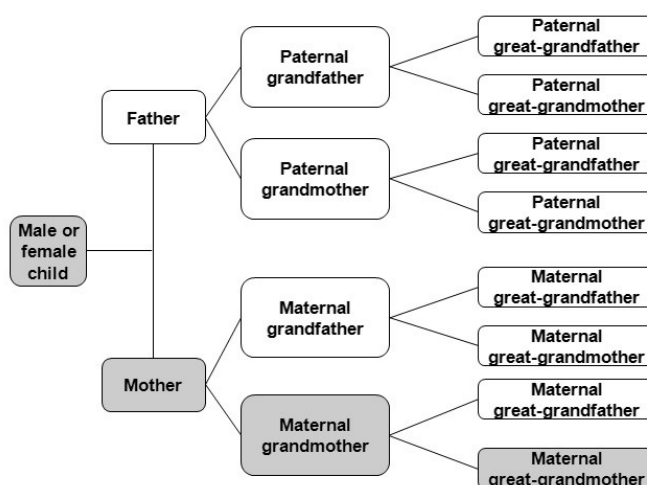 Paternal
great-grandfather
Paternal
grandfather
Paternal
great-grandmother
Father
Paternal
grandmother
Paternal
great-grandfather
Paternal
great-grandmother
Male or
female
child
Maternal
grandfather
Maternal
great-grandfather
Maternal
great-grandmother
Mother
Maternal
grandmother
Maternal
great-grandfather
Maternal
great-grandmother